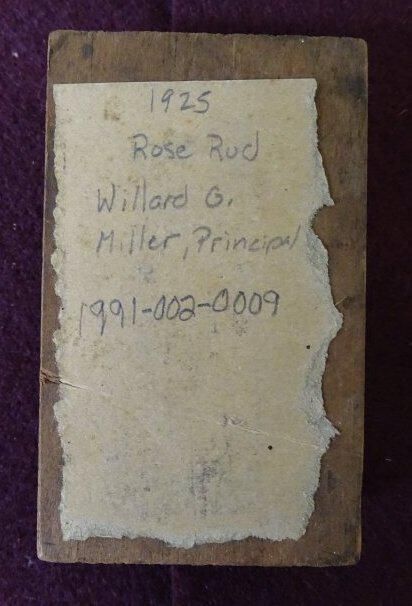 1925
Rose Rud
Willard G.
Miller, Principal
1991-002-0009